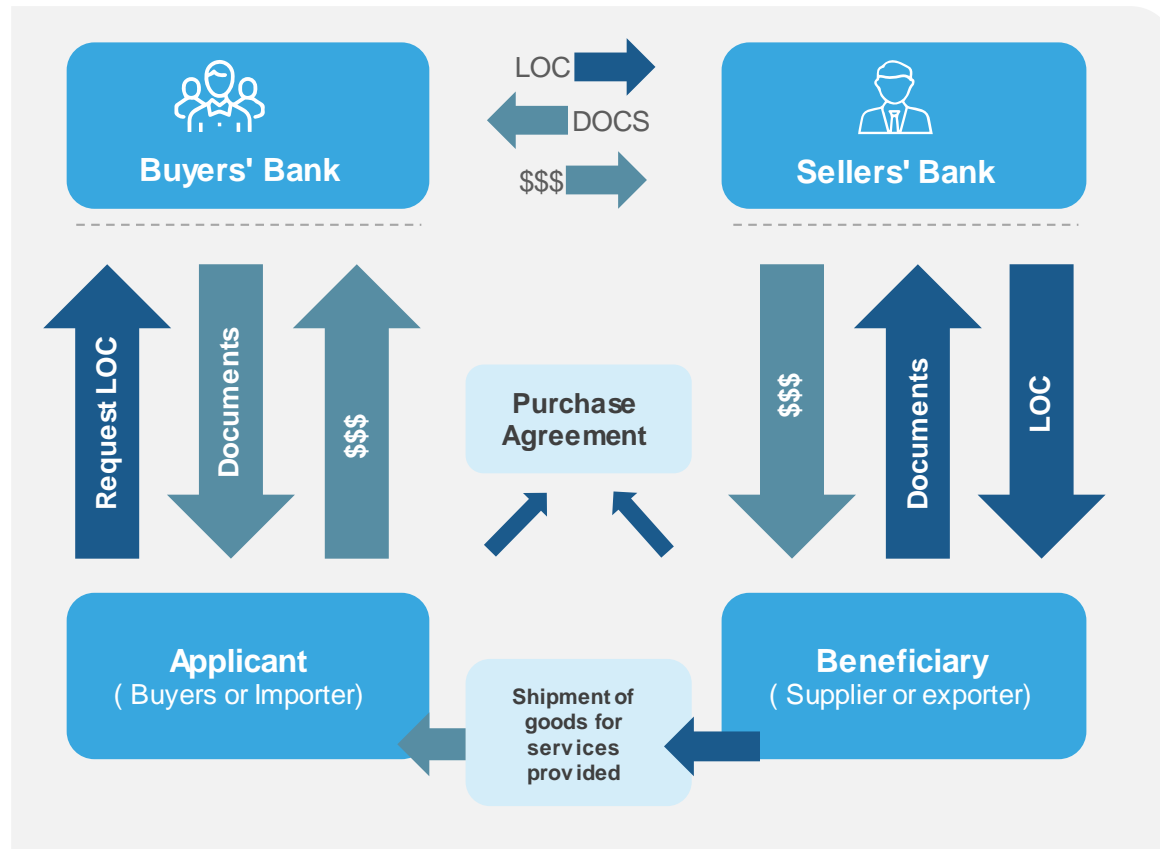 LOC
DOCS
$$$
Buyers' Bank
Sellers' Bank
Request LOC
Documents
$$$
$$$
Documents
LOC
Purchase
Agreement
Applicant
( Buyers or Importer)
Shipment of
goods for
services
provided
Beneficiary
( Supplier or exporter)